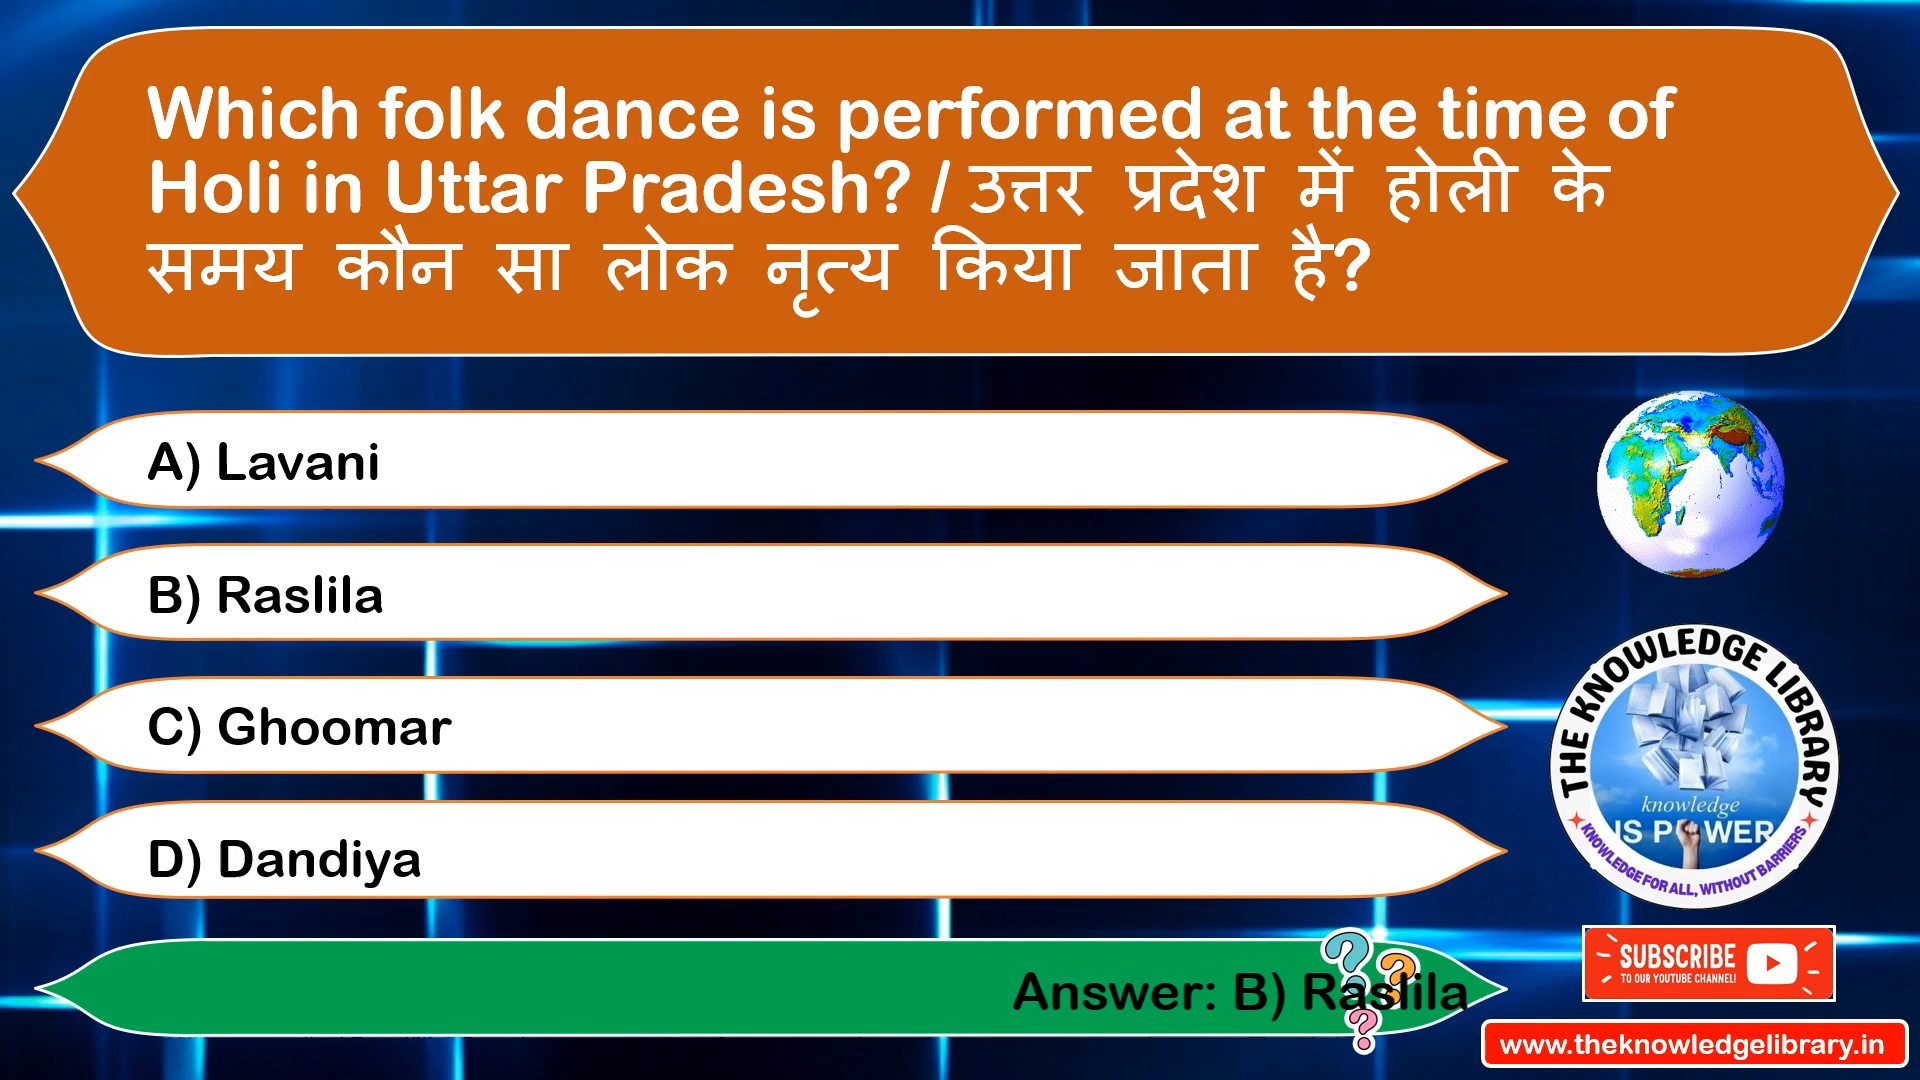 Which folk dance is performed at the time of
Holi in Uttar Pradesh? / उत्तर प्रदेश में होली के
समय कौन सा लोक नृत्य किया जाता है?
A) Lavani
B) Raslila
C) Ghoomar
D) Dandiya
THE KNOWLEDGE LIBRARY
knowledge
IS POWER
KNOWLEDGE FOR ALL, WITHOUT BARRIERS
SUBSCRIBE
TO OUR YOUTUBE CHANNEL!
Answer: B) Raslila
www.theknowledgelibrary.in